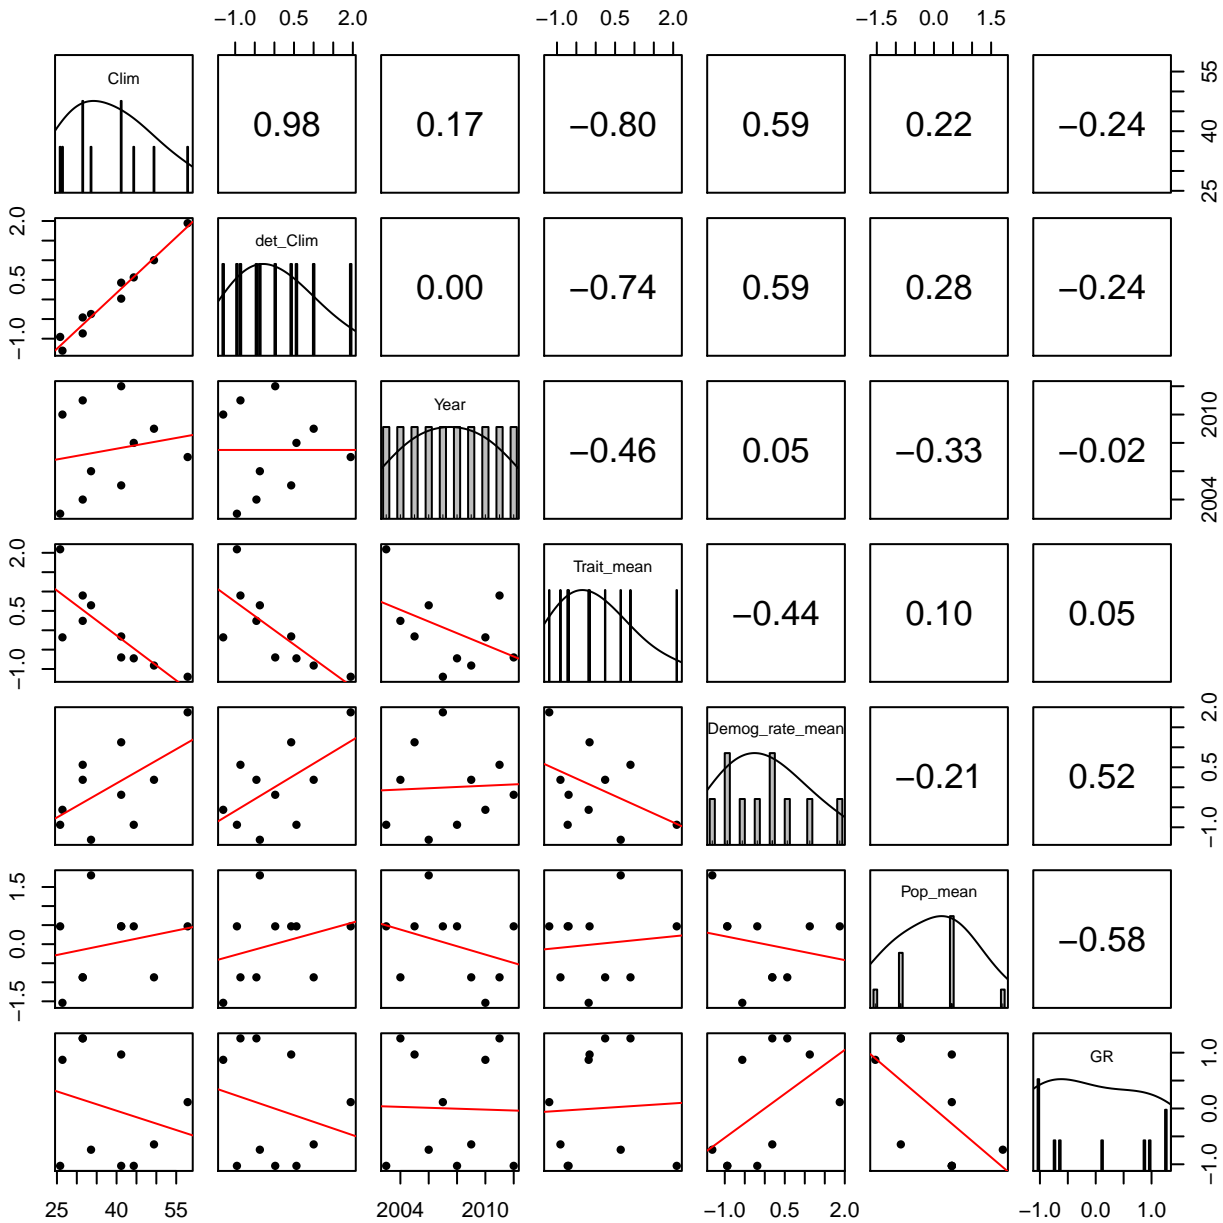 −1.0 0.5 2.0 −1.0 0.5 2.0 −1.5 0.0 1.5
Clim 0.98 0.17 −0.80 0.59 0.22 −0.24 25 40 55
−1.0 0.5 2.0 det_Clim 0.00 −0.74 0.59 0.28 −0.24
Year −0.46 0.05 −0.33 −0.02 2004 2010
−1.0 0.5 2.0 Trait_mean −0.44 0.10 0.05
Demog_rate_mean −0.21 0.52 −1.0 0.5 2.0
−1.5 0.0 1.5 Pop_mean −0.58
GR −1.0 0.0 1.0
25 40 55 2004 2010 −1.0 0.5 2.0 −1.0 0.0 1.0